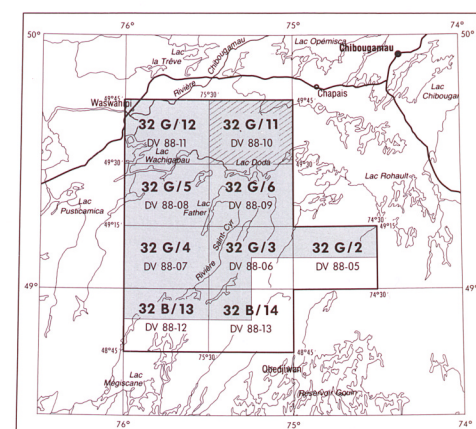 76° 75°
50° 50°
Lac Opémisca
Chibougamau
Lac la Trève
Rivière Chibougamau
Lac
Chapais
75°30' 49°45'
49°45'
Waswanipi
32 G/12 32 G/11
DV 88-11 DV 88-10
49°30' 49°30'
Lac Wachigabau
Lac Doda
Lac Rohault
32 G/5 32 G/6
DV 88-08 DV 88-09
Lac Pusticamica
Lac Father
74°30'
49°15' 49°15'
Rivière Saint-Cyr
32 G/4 32 G/3 32 G/2
DV 88-07 DV 88-06 DV 88-05
49° 49°
74°30'
32 B/13 32 B/14
DV 88-12 DV 88-13
48°45' 48°45'
75°30'
Obedjiwan
Lac Mégiscane
Réservoir Gouin
76° 75° 74°